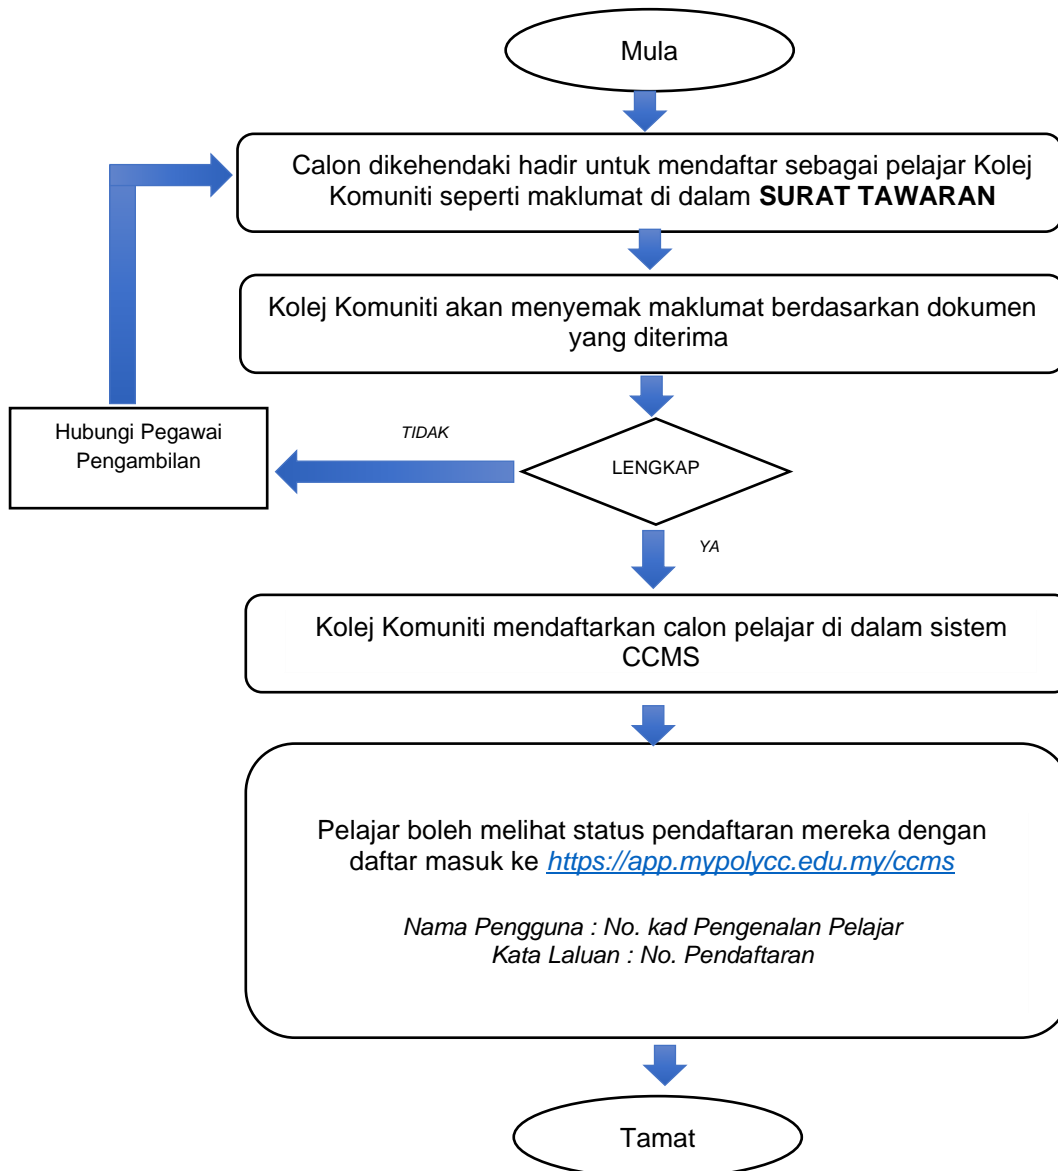 Mula
Calon dikehendaki hadir untuk mendaftar sebagai pelajar Kolej
Komuniti seperti maklumat di dalam SURAT TAWARAN
Kolej Komuniti akan menyemak maklumat berdasarkan dokumen
yang diterima
Hubungi Pegawai
Pengambilan
TIDAK
LENGKAP
YA
Kolej Komuniti mendaftarkan calon pelajar di dalam sistem
CCMS
Pelajar boleh melihat status pendaftaran mereka dengan
daftar masuk ke https://app.mypolycc.edu.my/ccms
Nama Pengguna : No. kad Pengenalan Pelajar
Kata Laluan : No. Pendaftaran
Tamat